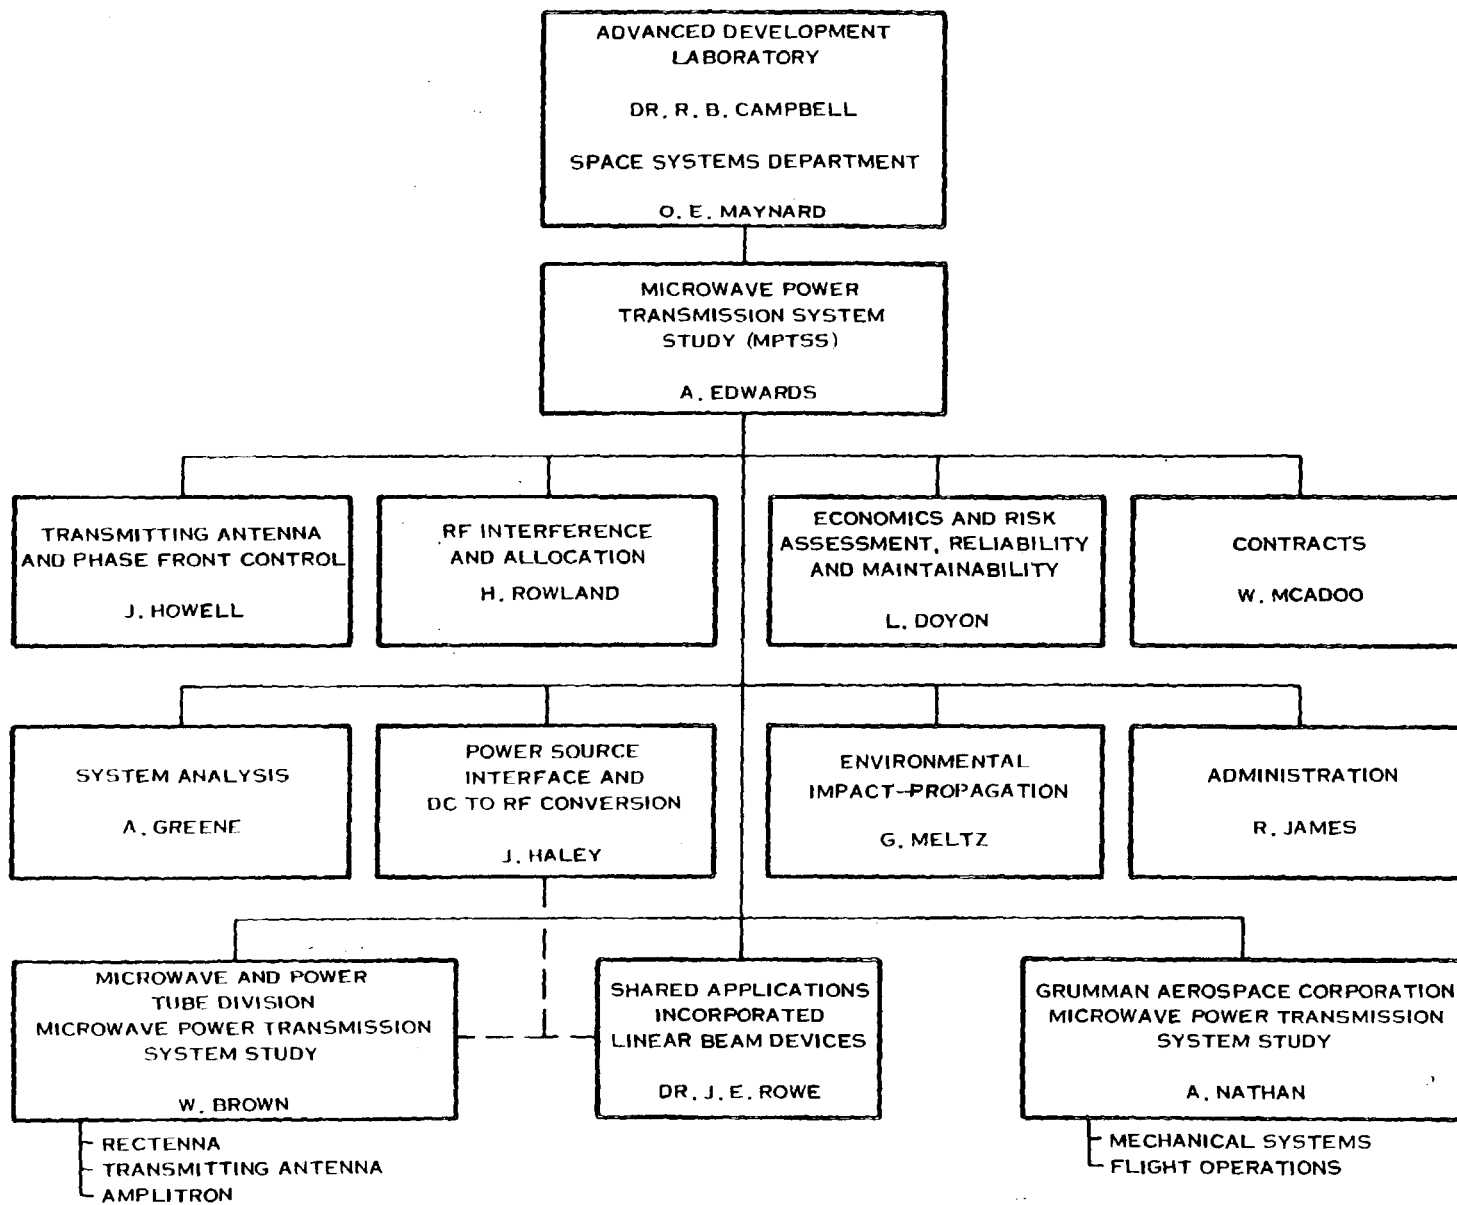 ADVANCED DEVELOPMENT
LABORATORY
DR. R. B. CAMPBELL
SPACE SYSTEMS DEPARTMENT
O. E. MAYNARD
MICROWAVE POWER
TRANSMISSION SYSTEM
STUDY (MPTSS)
A. EDWARDS
TRANSMITTING ANTENNA
AND PHASE FRONT CONTROL
J. HOWELL
RF INTERFERENCE
AND ALLOCATION
H. ROWLAND
ECONOMICS AND RISK
ASSESSMENT, RELIABILITY
AND MAINTAINABILITY
L. DOYON
CONTRACTS
W. MCADOO
SYSTEM ANALYSIS
A. GREENE
POWER SOURCE
INTERFACE AND
DC TO RF CONVERSION
J. HALEY
ENVIRONMENTAL
IMPACT-PROPAGATION
G. MELTZ
ADMINISTRATION
R. JAMES
MICROWAVE AND POWER
TUBE DIVISION
MICROWAVE POWER TRANSMISSION
SYSTEM STUDY
W. BROWN
RECTENNA
TRANSMITTING ANTENNA
AMPLITRON
SHARED APPLICATIONS
INCORPORATED
LINEAR BEAM DEVICES
DR. J. E. ROWE
GRUMMAN AEROSPACE CORPORATION
MICROWAVE POWER TRANSMISSION
SYSTEM STUDY
A. NATHAN
MECHANICAL SYSTEMS
FLIGHT OPERATIONS